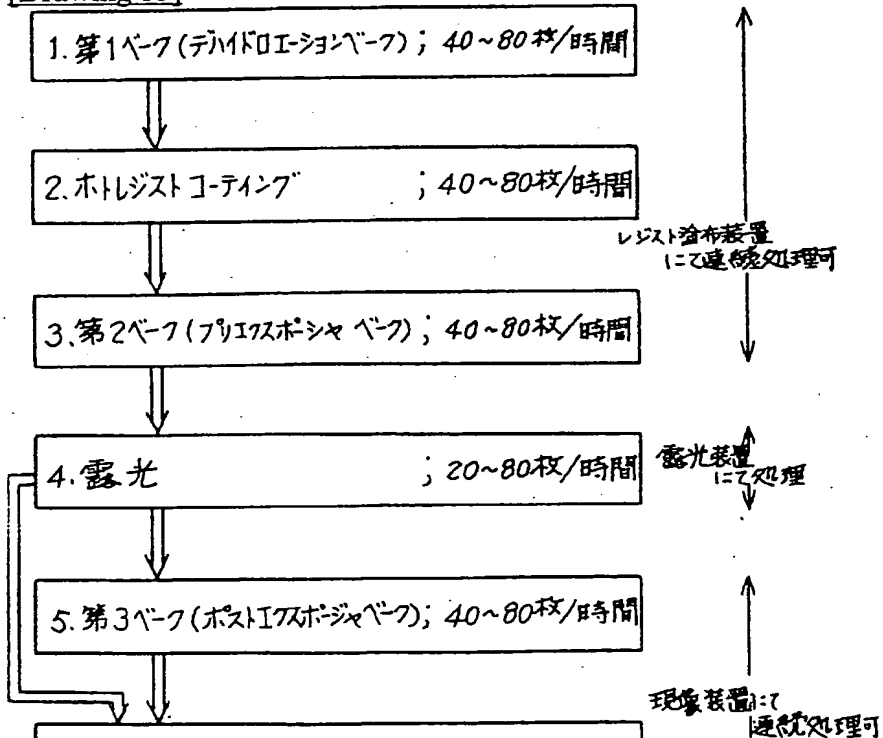 1. 第1ベーク(デハイドロエーションベーク); 40~80枚/時間
2. ホトレジストコーティング ; 40~80枚/時間
レジスト塗布装置
にて連続処理可
3. 第2ベーク(プリエクスポーシャ ベーク); 40~80枚/時間
4. 露光 ; 20~80枚/時間
露光装置
にて処理
5. 第3ベーク(ポストエクスポージャベーク); 40~80枚/時間
現像装置にて
連続処理可